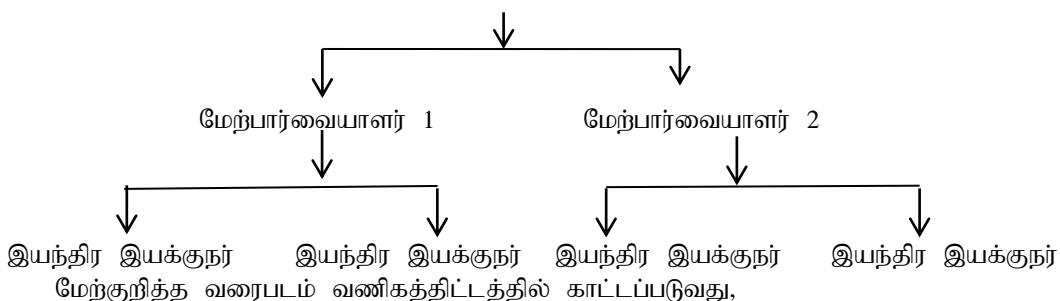 மேற்பார்வையாளர் 1 மேற்பார்வையாளர் 2
இயந்திர இயக்குநர் இயந்திர இயக்குநர் இயந்திர இயக்குநர் இயந்திர இயக்குநர்
மேற்குறித்த வரைபடம் வணிகத்திட்டத்தில் காட்டப்படுவது,